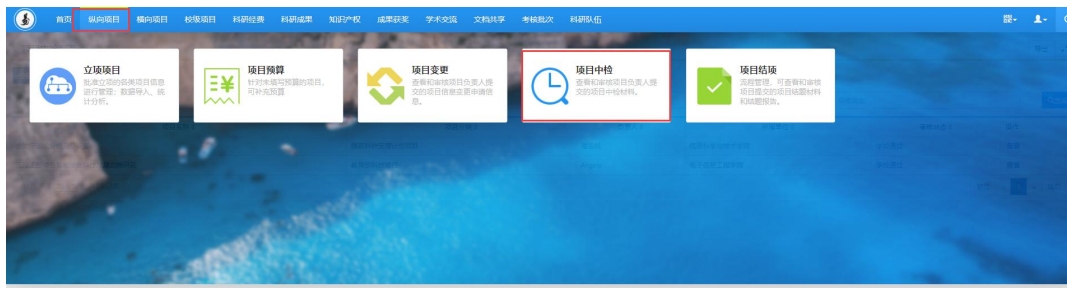 首页 纵向项目 横向项目 校级项目 科研经费 科研成果 知识产权 成果获奖 学术交流 文档共享 考核批次 科研队伍
立项项目
批准立项的各类项目信息
进行管理；数据导入、统
计分析。
项目预算
针对未填写预算的项目，
可补充预算
项目变更
查看和审核项目负责人提
交的项目信息变更申请信
息。
项目中检
查看和审核项目负责人提
交的项目中检材料。
项目结项
流程管理，可查看和审核
项目提交的项目结题材料
和结题报告。